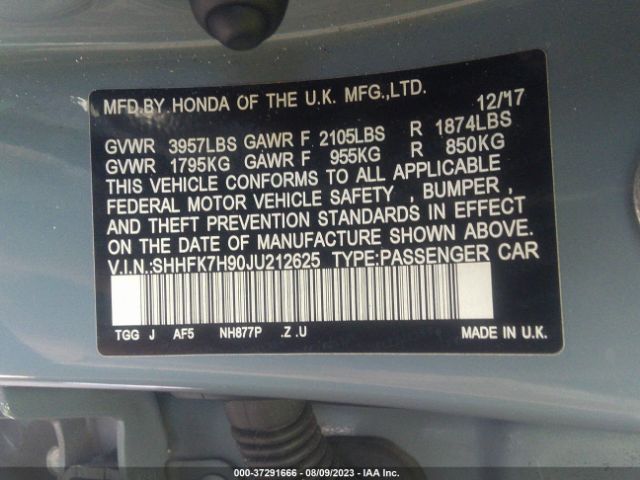 MFD.BY HONDA OF THE U.K. MFG.,LTD. 12/17
GVWR 3957LBS GAWR F 2105LBS R 1874LBS
GVWR 1795KG GAWR F 955KG R 850KG
THIS VEHICLE CONFORMS TO ALL APPLICABLE
FEDERAL MOTOR VEHICLE SAFETY , BUMPER ,
AND THEFT PREVENTION STANDARDS IN EFFECT
ON THE DATE OF MANUFACTURE SHOWN ABOVE.
V.I.N.:SHHFK7H90JU212625 TYPE:PASSENGER CAR
TGG J AF5 NH877P .Z .U MADE IN U.K.
000-37291666 - 08/09/2023 - IAA Inc.